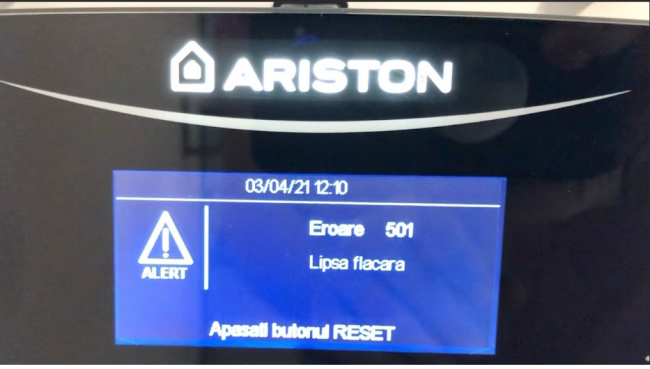 ARISTON
03/04/21 12:10
Eroare 501
ALERT
Lipsa flacara
Apasati butonul RESET